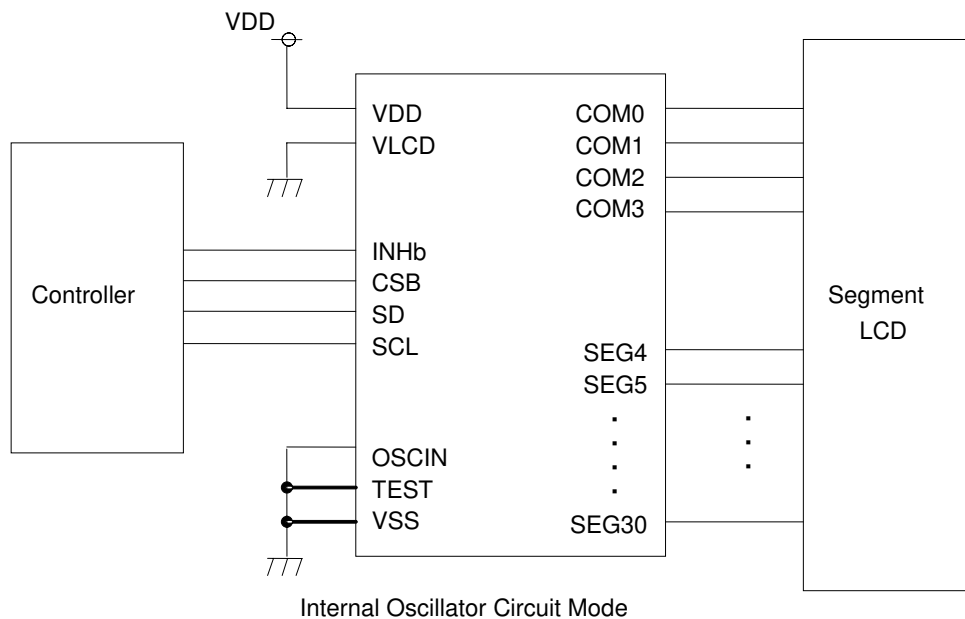 VDD
VDD
VLCD
INHb
CSB
SD
SCL
OSCIN
TEST
VSS
COM0
COM1
COM2
COM3
SEG4
SEG5
SEG30
Controller
Segment
LCD
Internal Oscillator Circuit Mode